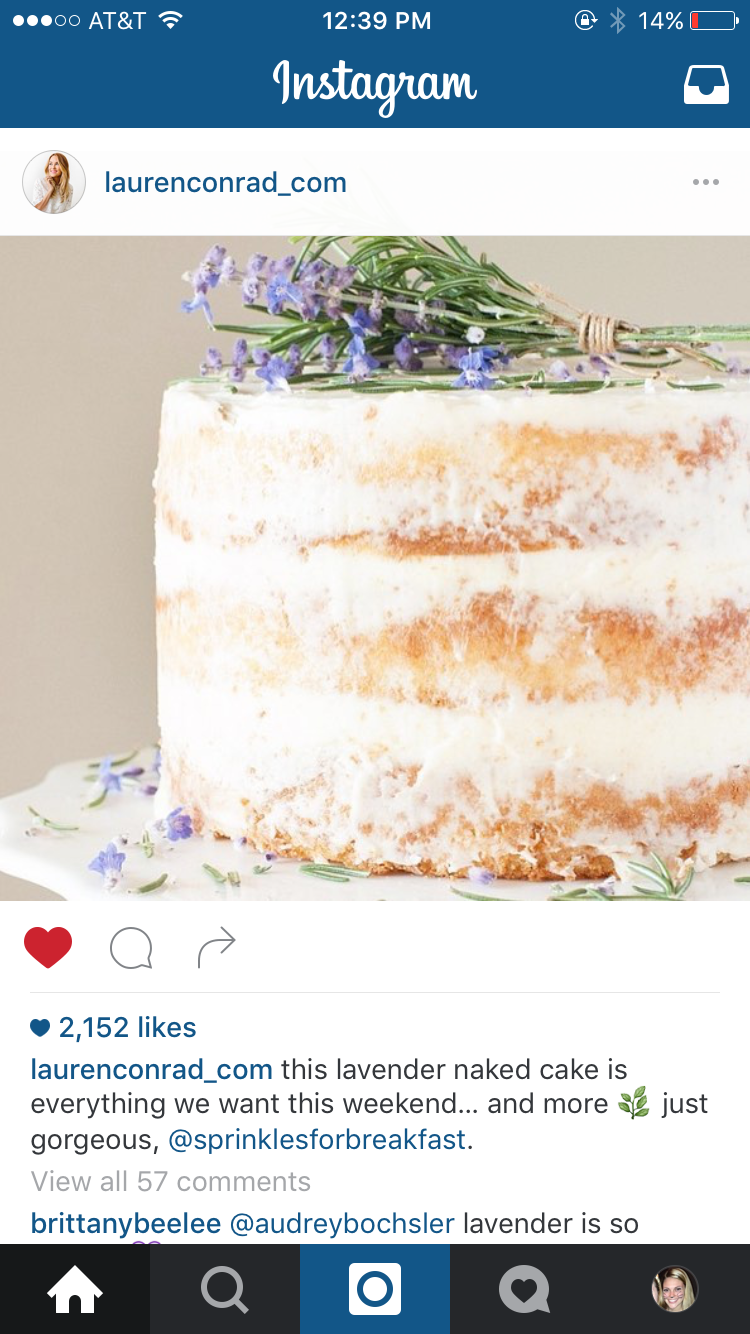 AT&T 12:39 PM 14%
Instagram
laurenconrad_com
2,152 likes
laurenconrad_com this lavender naked cake is
everything we want this weekend... and more 🌿 just
gorgeous, @sprinklesforbreakfast.
View all 57 comments
brittanybeelee @audreybochsler lavender is so